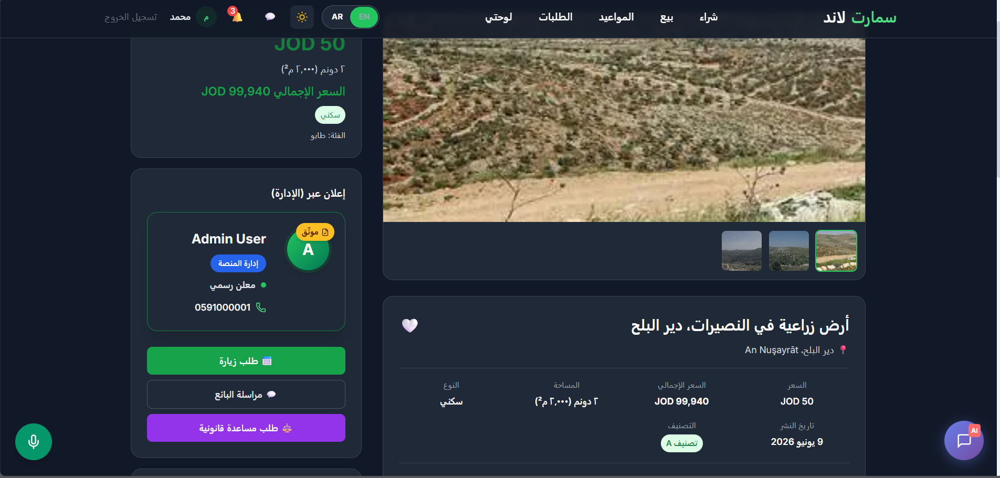 سمارت لاند
شراء
بيع
المواعيد
الطلبات
لوحتي
EN
AR
3
م
محمد
تسجيل الخروج
أرض زراعية في النصيرات، دير البلح
دير البلح، An Nuşayrāt
السعر
50 JOD
السعر الإجمالي
99,940 JOD
المساحة
٢ دونم (٢,٠٠٠ م²)
النوع
سكني
تاريخ النشر
9 يونيو 2026
التصنيف
تصنيف A
50 JOD
٢ دونم (٢,٠٠٠ م²)
السعر الإجمالي 99,940 JOD
سكني
الفئة: طابو
إعلان عبر (الإدارة)
موثّق
A
Admin User
إدارة المنصة
معلن رسمي
0591000001
طلب زيارة
مراسلة البائع
طلب مساعدة قانونية
AI